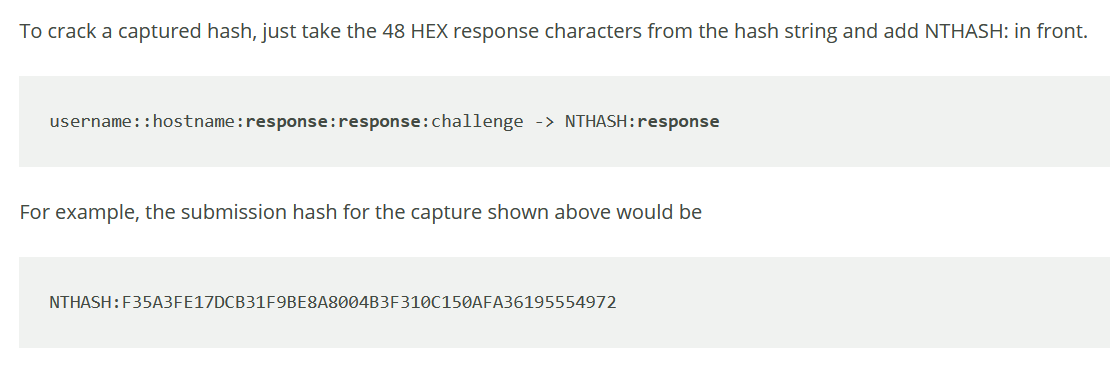 To crack a captured hash, just take the 48 HEX response characters from the hash string and add NTHASH: in front.
username::hostname:response:response:challenge -> NTHASH:response
For example, the submission hash for the capture shown above would be
NTHASH:F35A3FE17DCB31F9BE8A8004B3F310C150AFA36195554972